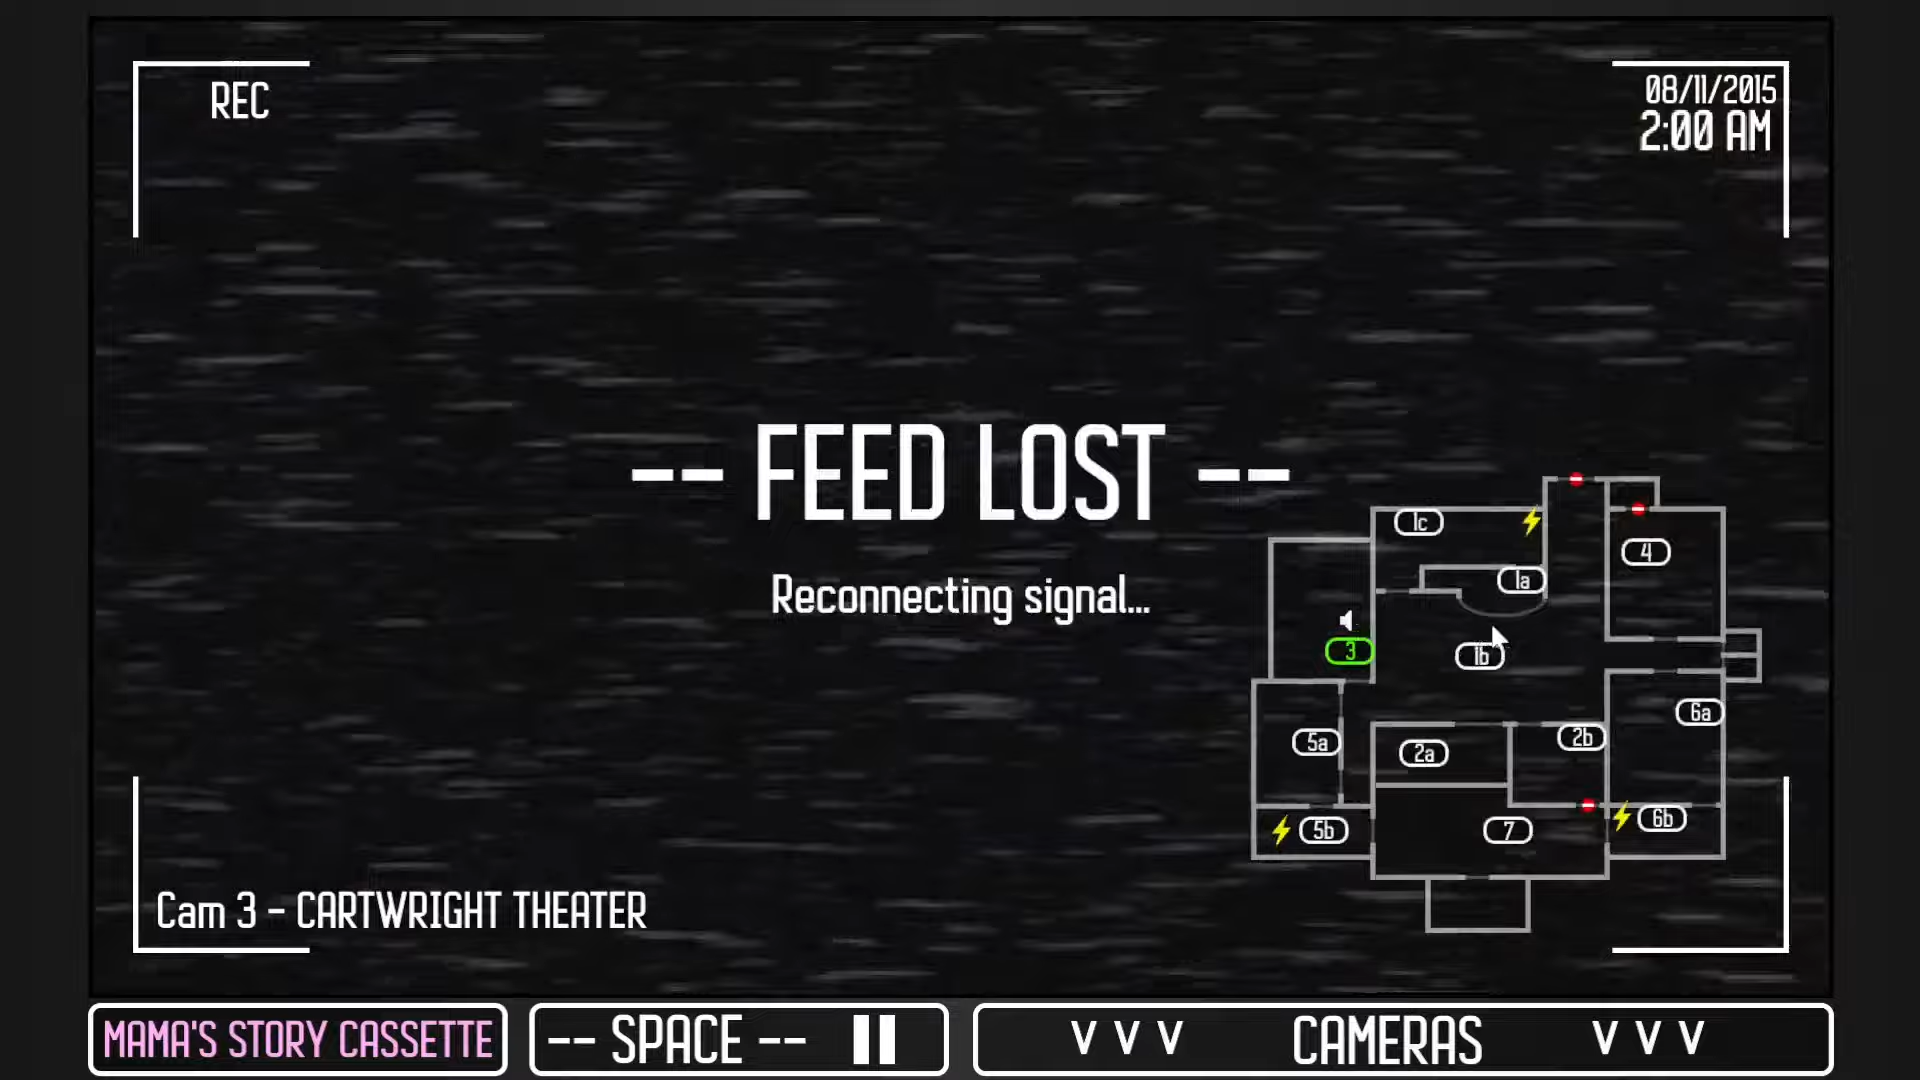 REC
08/11/2015
2:00 AM
-- FEED LOST --
Reconnecting signal...
1c
4
1a
3
1b
6a
5a
2a
2b
5b
7
6b
Cam 3 - CARTWRIGHT THEATER
MAMA'S STORY CASSETTE
-- SPACE --
V V V CAMERAS V V V